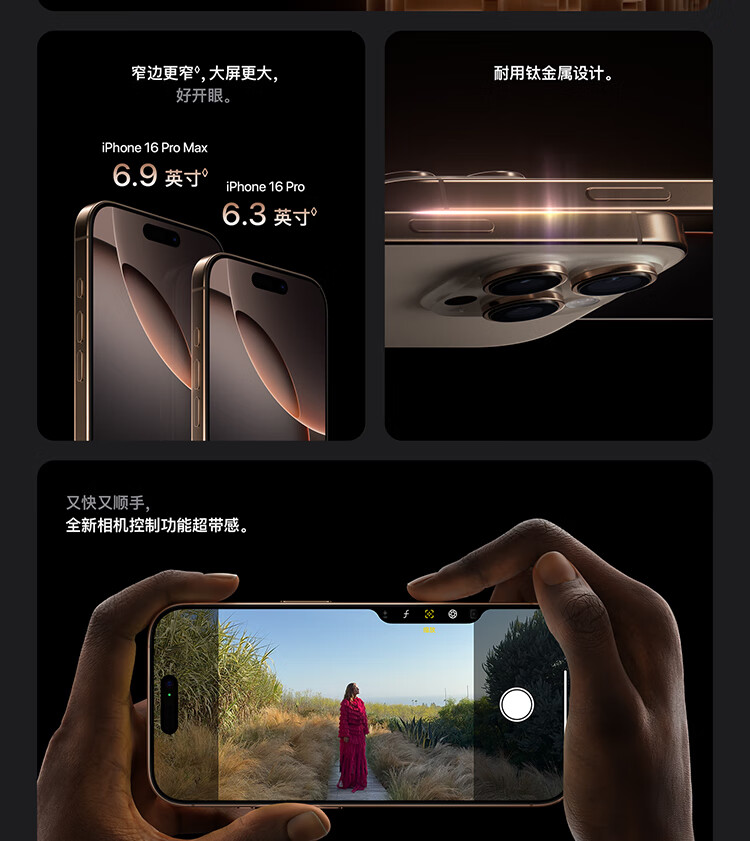 窄边更窄◊，大屏更大，
好开眼。
iPhone 16 Pro Max
6.9 英寸◊
iPhone 16 Pro
6.3 英寸◊
耐用钛金属设计。
又快又顺手，
全新相机控制功能超带感。